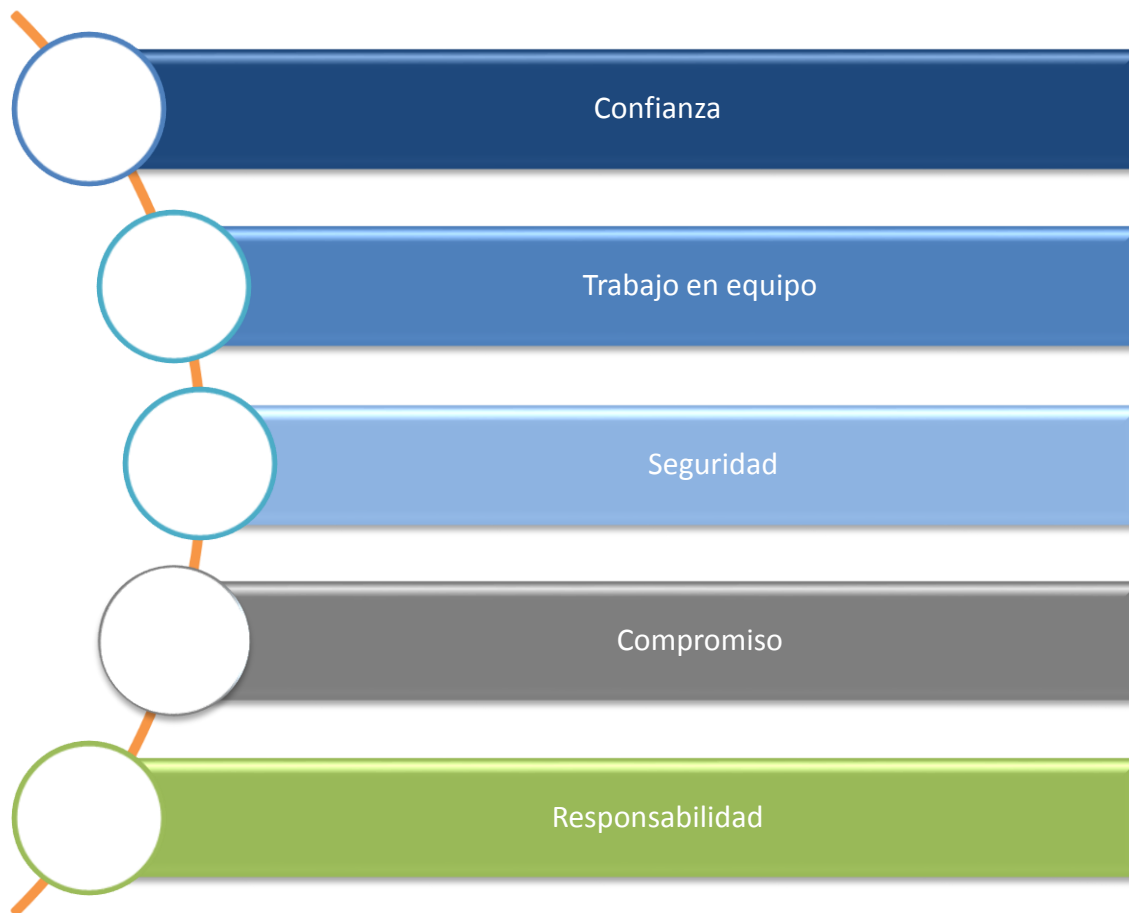 Confianza
Trabajo en equipo
Seguridad
Compromiso
Responsabilidad